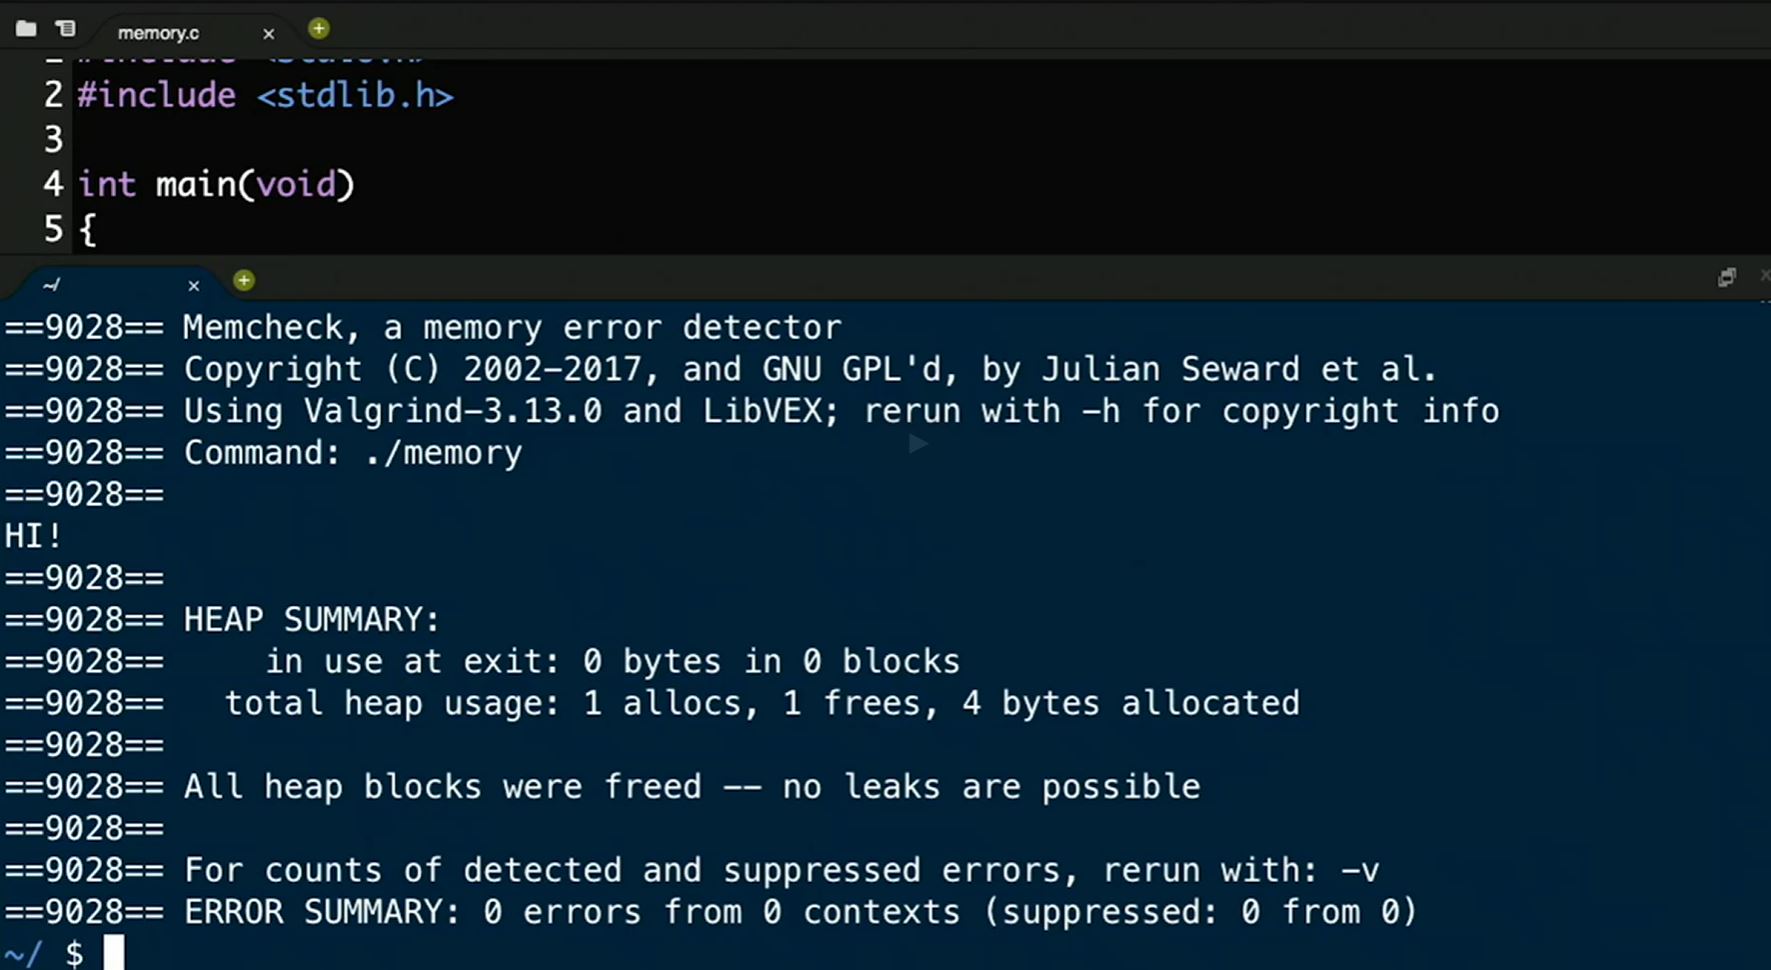 memory.c
2 #include <stdlib.h>
3
4 int main(void)
5 {
~/
==9028== Memcheck, a memory error detector
==9028== Copyright (C) 2002-2017, and GNU GPL'd, by Julian Seward et al.
==9028== Using Valgrind-3.13.0 and LibVEX; rerun with -h for copyright info
==9028== Command: ./memory
==9028==
HI!
==9028==
==9028== HEAP SUMMARY:
==9028==     in use at exit: 0 bytes in 0 blocks
==9028==   total heap usage: 1 allocs, 1 frees, 4 bytes allocated
==9028==
==9028== All heap blocks were freed -- no leaks are possible
==9028==
==9028== For counts of detected and suppressed errors, rerun with: -v
==9028== ERROR SUMMARY: 0 errors from 0 contexts (suppressed: 0 from 0)
~/ $